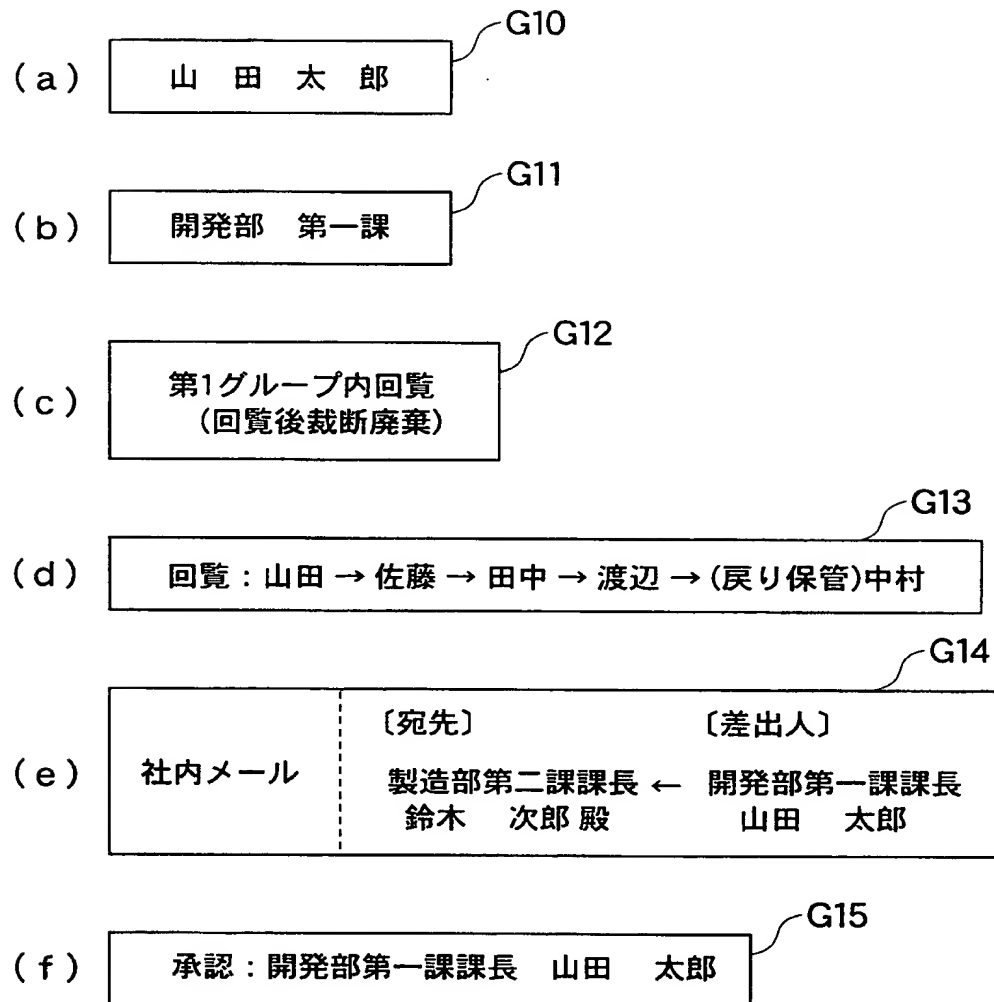 G10
(a) 山 田 太 郎
G11
(b) 開発部 第一課
G12
(c) 第1グループ内回覧
(回覧後裁断廃棄)
G13
(d) 回覧：山田 → 佐藤 → 田中 → 渡辺 → (戻り保管)中村
G14
(e) 社内メール
〔宛先〕 〔差出人〕
製造部第二課課長 ← 開発部第一課課長
鈴木 次郎 殿 山田 太郎
G15
(f) 承認：開発部第一課課長 山田 太郎